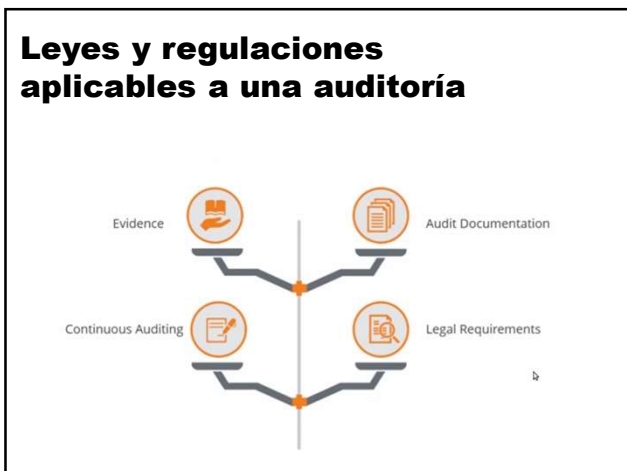 Leyes y regulaciones
aplicables a una auditoría
Evidence
Audit Documentation
Continuous Auditing
Legal Requirements